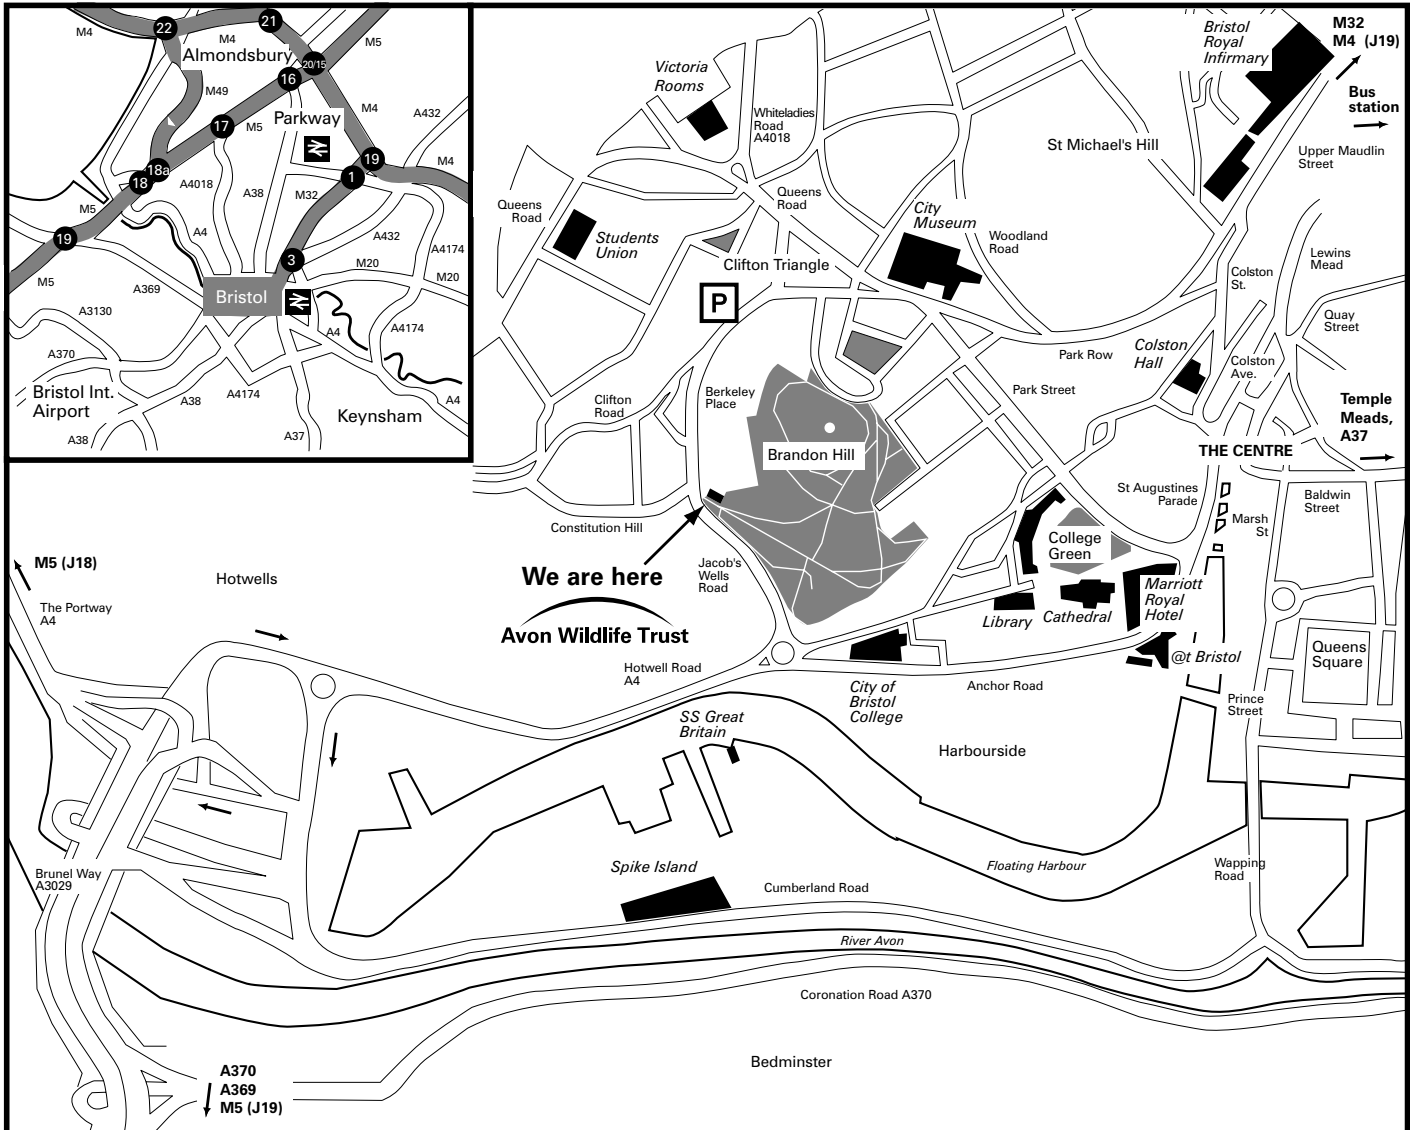 22
21
M4
M4
M5
Almondsbury
20/15
16
M49
M4
A432
Parkway
17
M5
19
M4
18a
18
1
A4018
A38
M32
M5
A4
A432
19
A4174
3
M20
M20
M5
A369
Bristol
A3130
A4
A4174
A370
Bristol Int.
Airport
A38
A4174
A4
Keynsham
A38
A37
Victoria
Rooms
Whiteladies
Road
A4018
Bristol
Royal
Infirmary
M32
M4 (J19)
Bus
station
St Michael's Hill
Upper Maudlin
Street
Queens
Road
Queens
Road
Students
Union
City
Museum
Woodland
Road
Clifton Triangle
Lewins
Mead
Colston
St.
P
Quay
Street
Park Row
Colston
Hall
Colston
Ave.
Berkeley
Place
Park Street
Clifton
Road
Temple
Meads,
A37
Brandon Hill
THE CENTRE
St Augustines
Parade
Baldwin
Street
Marsh
St
Constitution Hill
College
Green
M5 (J18)
Hotwells
We are here
Jacob's
Wells
Road
Marriott
Royal
Hotel
The Portway
A4
Library
Cathedral
Avon Wildlife Trust
@t Bristol
Queens
Square
Hotwell Road
A4
City of
Bristol
College
Anchor Road
Prince
Street
SS Great
Britain
Harbourside
Spike Island
Floating Harbour
Wapping
Road
Brunel Way
A3029
Cumberland Road
River Avon
Coronation Road A370
Bedminster
A370
A369
M5 (J19)